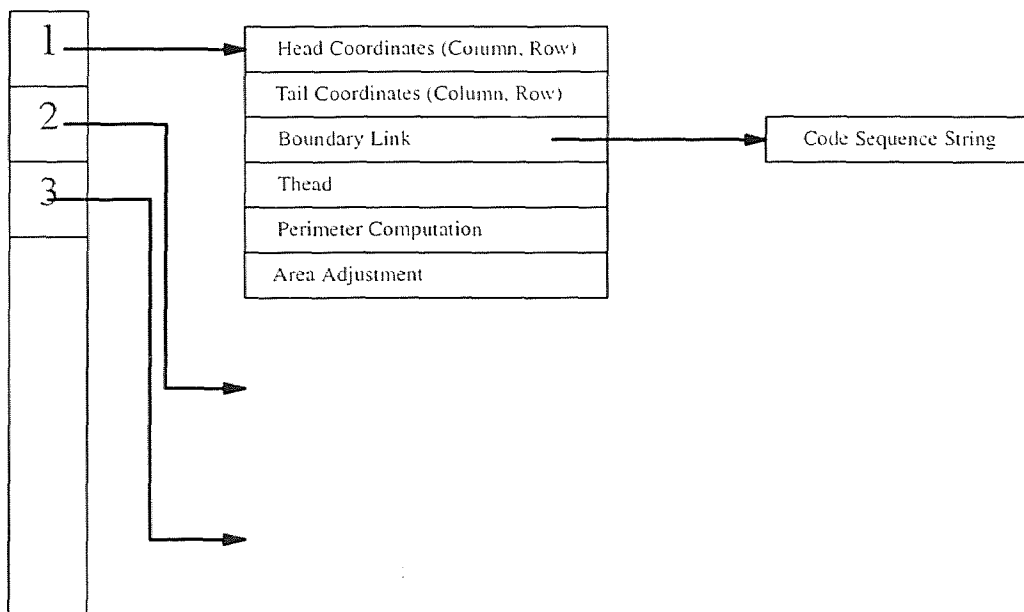 1
2
3
Head Coordinates (Column, Row)
Tail Coordinates (Column, Row)
Boundary Link
Thead
Perimeter Computation
Area Adjustment
Code Sequence String